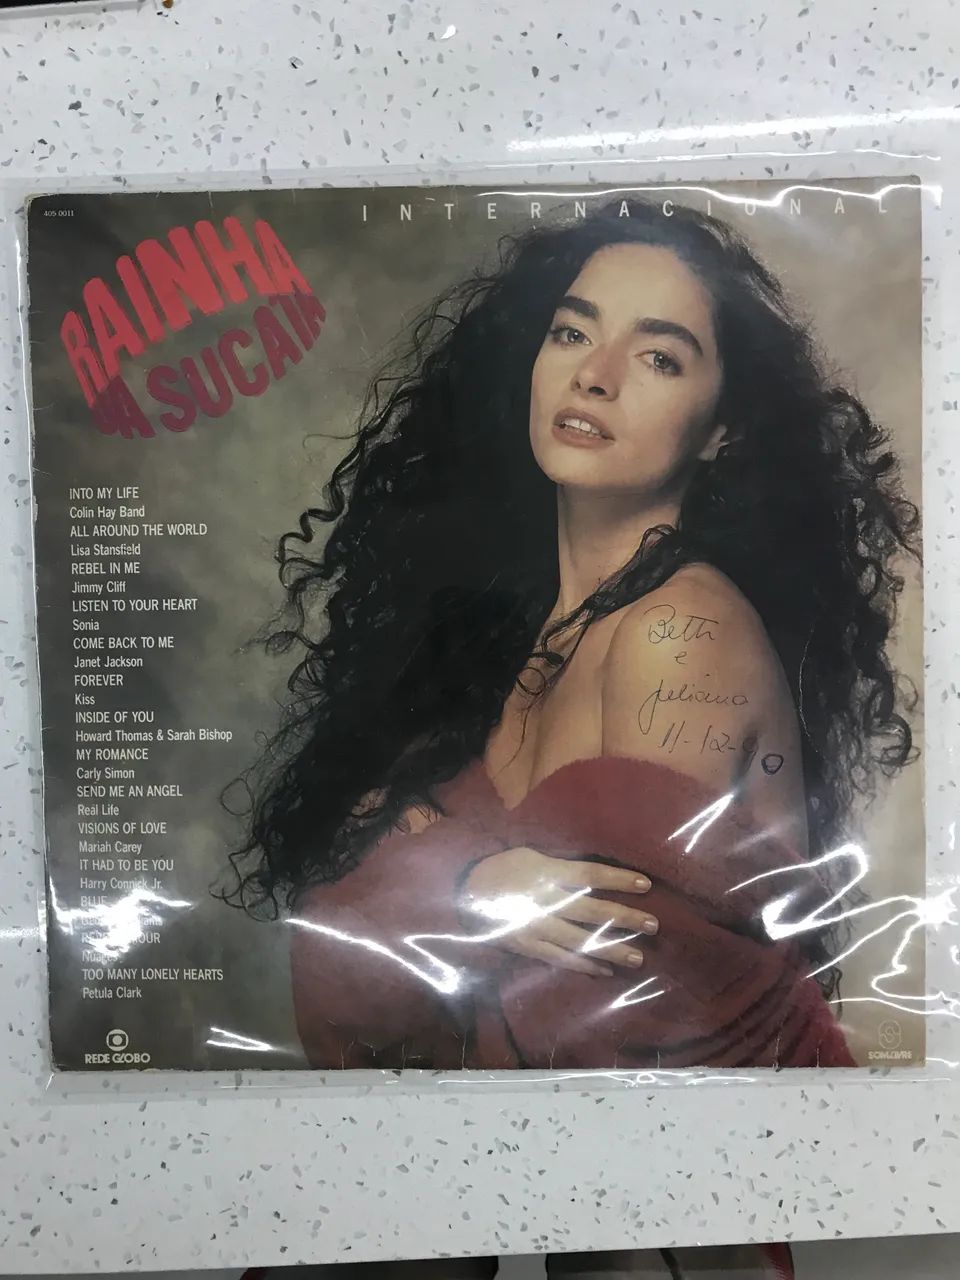 405 0011
INTERNACIONAL
RAINHA
DA SUCATA
INTO MY LIFE
Colin Hay Band
ALL AROUND THE WORLD
Lisa Stansfield
REBEL IN ME
Jimmy Cliff
LISTEN TO YOUR HEART
Sonia
COME BACK TO ME
Janet Jackson
FOREVER
Kiss
INSIDE OF YOU
Howard Thomas & Sarah Bishop
MY ROMANCE
Carly Simon
SEND ME AN ANGEL
Real Life
VISIONS OF LOVE
Mariah Carey
IT HAD TO BE YOU
Harry Connick Jr.
BLUE
HOUR
Nuages
TOO MANY LONELY HEARTS
Petula Clark
Beth
e
Juliana
11-12-90
REDE GLOBO
SOM LIVRE